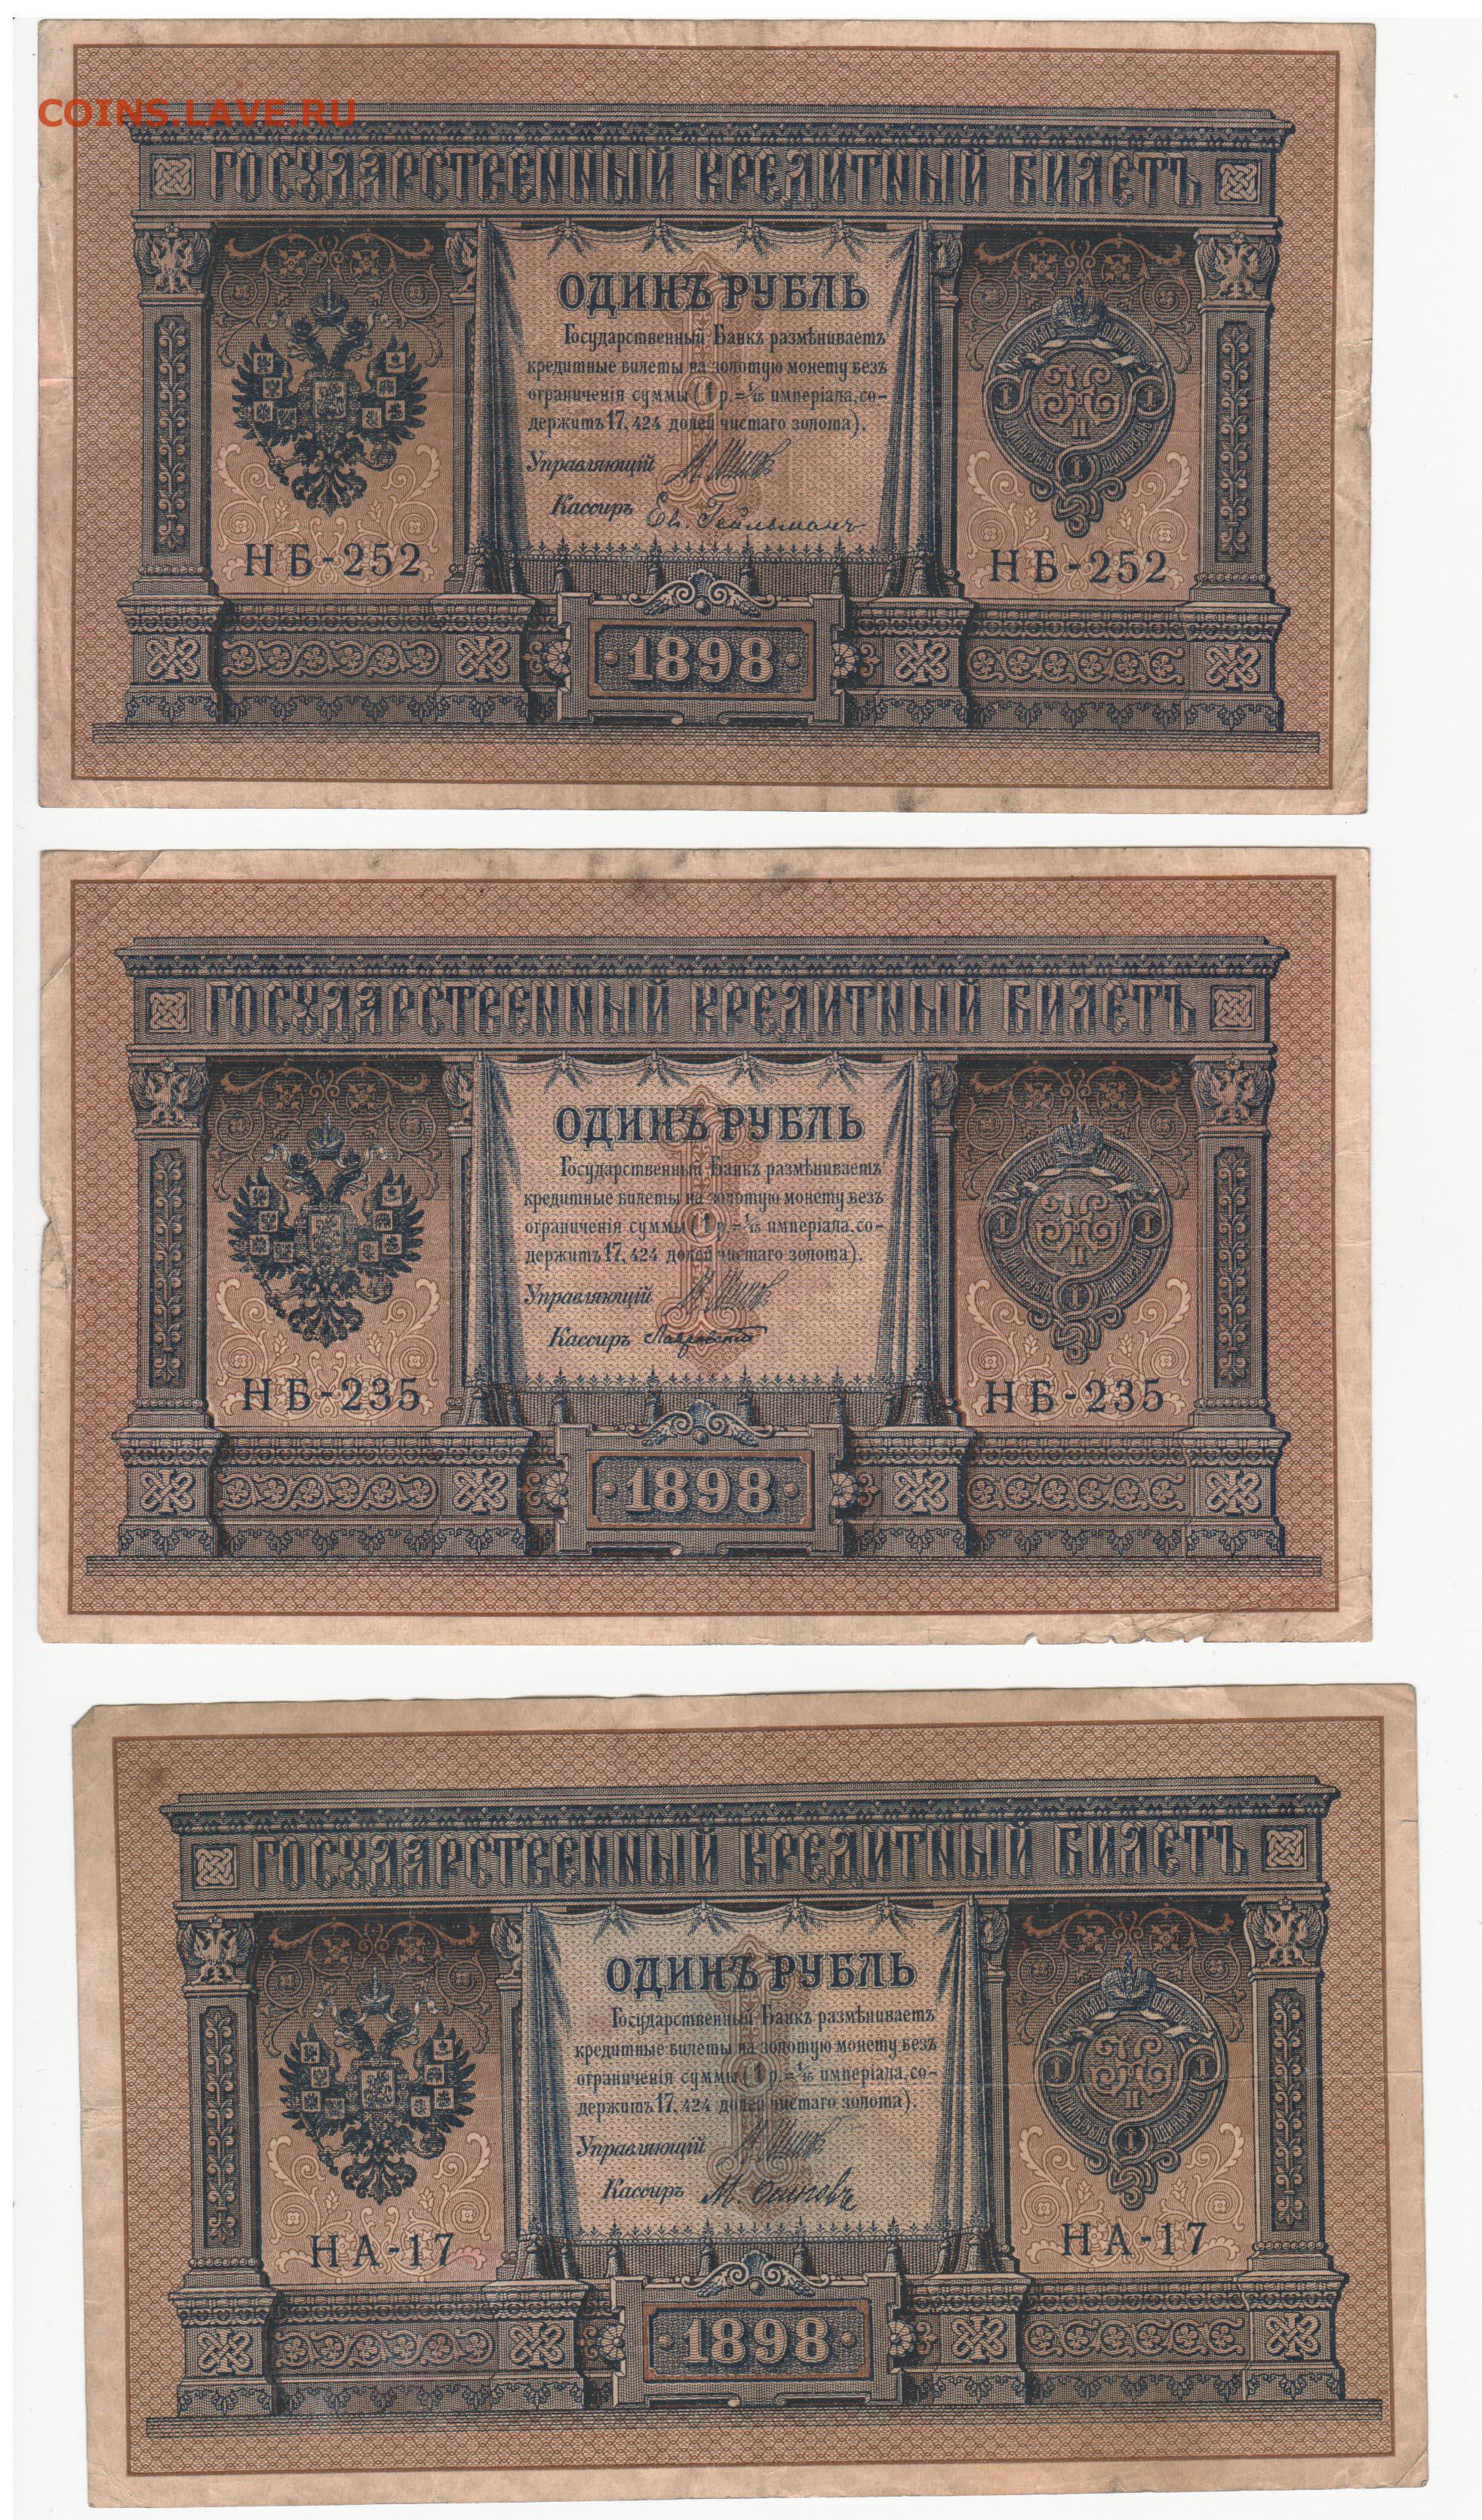 COINS.LAVE.RU
ГОСУДАРСТВЕННЫЙ КРЕДИТНЫЙ БИЛЕТЪ
ОДИНЪ РУБЛЬ
Государственный Банкъ размѣниваетъ
кредитные билеты на золотую монету безъ
ограниченія суммы (1 р.=1/15 имперіала, со-
держитъ 17,424 долей чистаго золота).
Управляющій
Кассиръ Ев. Гейльманъ
НБ-252 НБ-252
1898
ГОСУДАРСТВЕННЫЙ КРЕДИТНЫЙ БИЛЕТЪ
ОДИНЪ РУБЛЬ
Государственный Банкъ размѣниваетъ
кредитные билеты на золотую монету безъ
ограниченія суммы (1 р.=1/15 имперіала, со-
держитъ 17,424 долей чистаго золота).
Управляющій
Кассиръ
НБ-235 НБ-235
1898
ГОСУДАРСТВЕННЫЙ КРЕДИТНЫЙ БИЛЕТЪ
ОДИНЪ РУБЛЬ
Государственный Банкъ размѣниваетъ
кредитные билеты на золотую монету безъ
ограниченія суммы (1 р.=1/15 имперіала, со-
держитъ 17,424 долей чистаго золота).
Управляющій
Кассиръ М. Осиповъ
НА-17 НА-17
1898